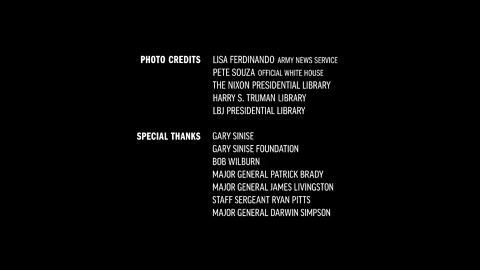 PHOTO CREDITS LISA FERDINANDO ARMY NEWS SERVICE
PETE SOUZA OFFICIAL WHITE HOUSE
THE NIXON PRESIDENTIAL LIBRARY
HARRY S. TRUMAN LIBRARY
LBJ PRESIDENTIAL LIBRARY
SPECIAL THANKS GARY SINISE
GARY SINISE FOUNDATION
BOB WILBURN
MAJOR GENERAL PATRICK BRADY
MAJOR GENERAL JAMES LIVINGSTON
STAFF SERGEANT RYAN PITTS
MAJOR GENERAL DARWIN SIMPSON